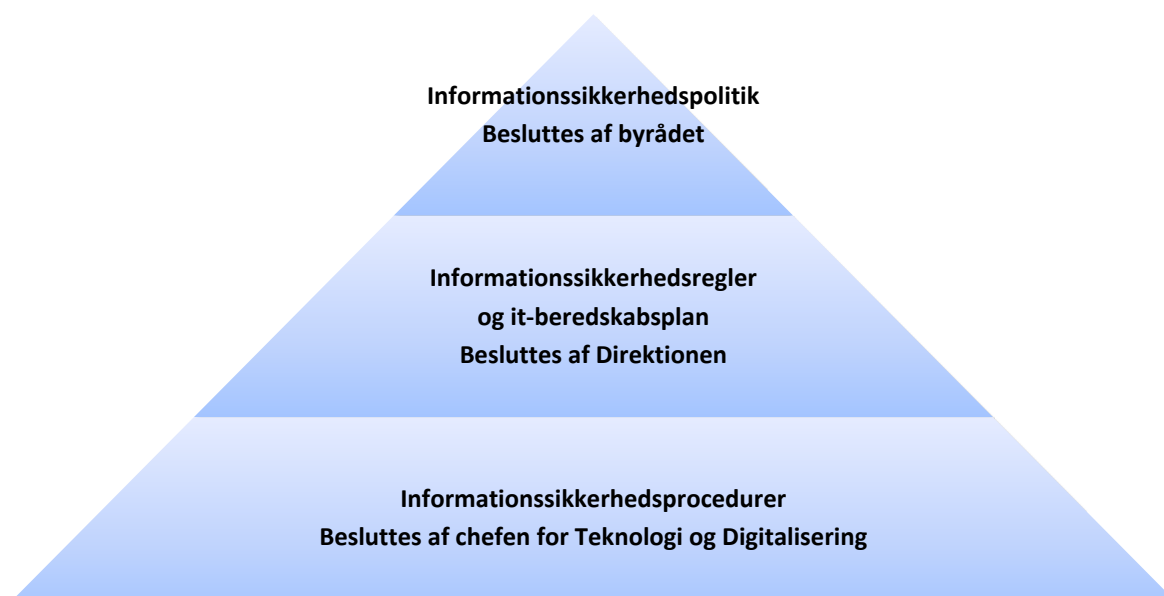 Informationssikkerhedspolitik
Besluttes af byrådet
Informationssikkerhedsregler
og it-beredskabsplan
Besluttes af Direktionen
Informationssikkerhedsprocedurer
Besluttes af chefen for Teknologi og Digitalisering